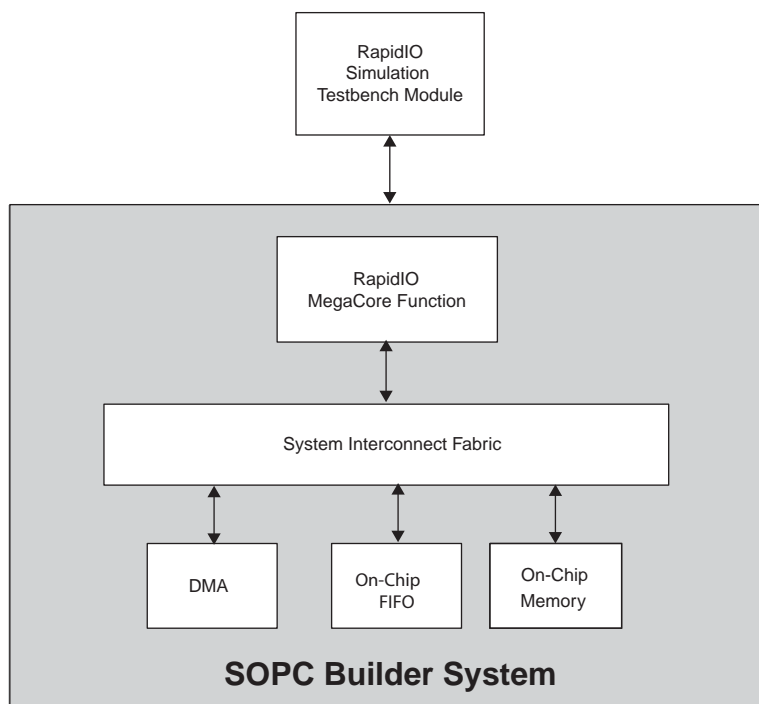 RapidIO
Simulation
Testbench Module
RapidIO
MegaCore Function
System Interconnect Fabric
DMA
On-Chip
FIFO
On-Chip
Memory
SOPC Builder System